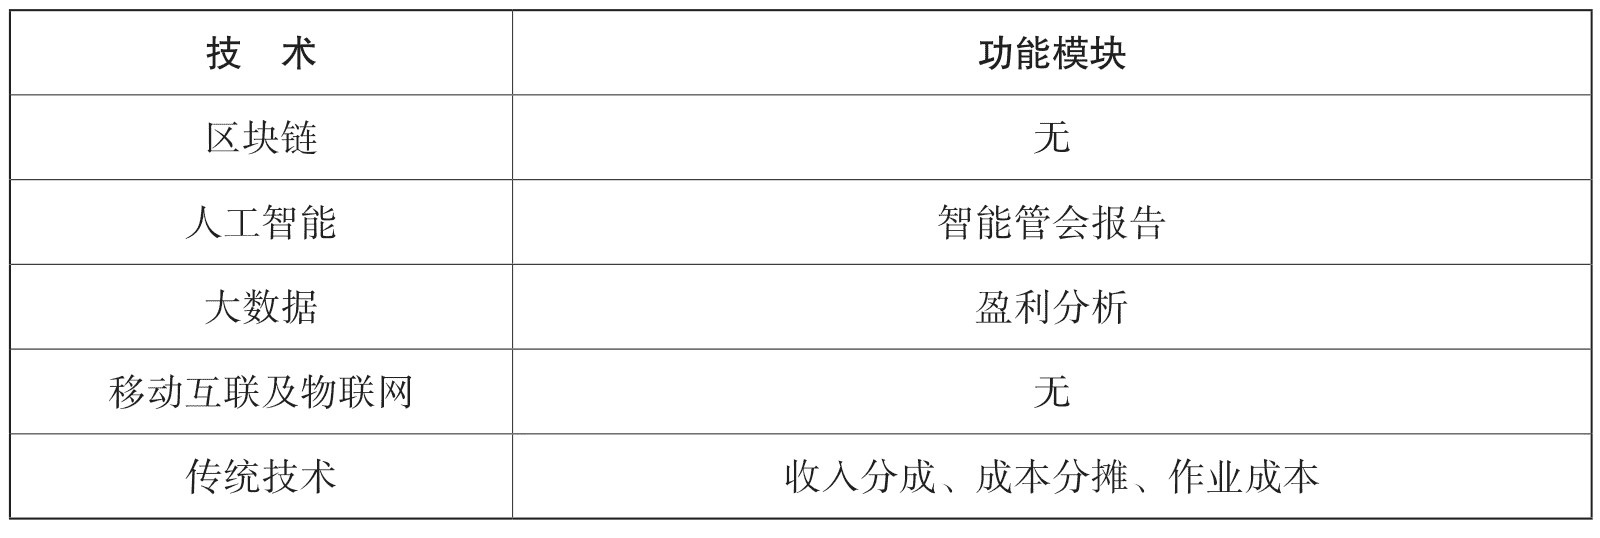 技 术 功能模块
区块链 无
人工智能 智能管会报告
大数据 盈利分析
移动互联及物联网 无
传统技术 收入分成、成本分摊、作业成本